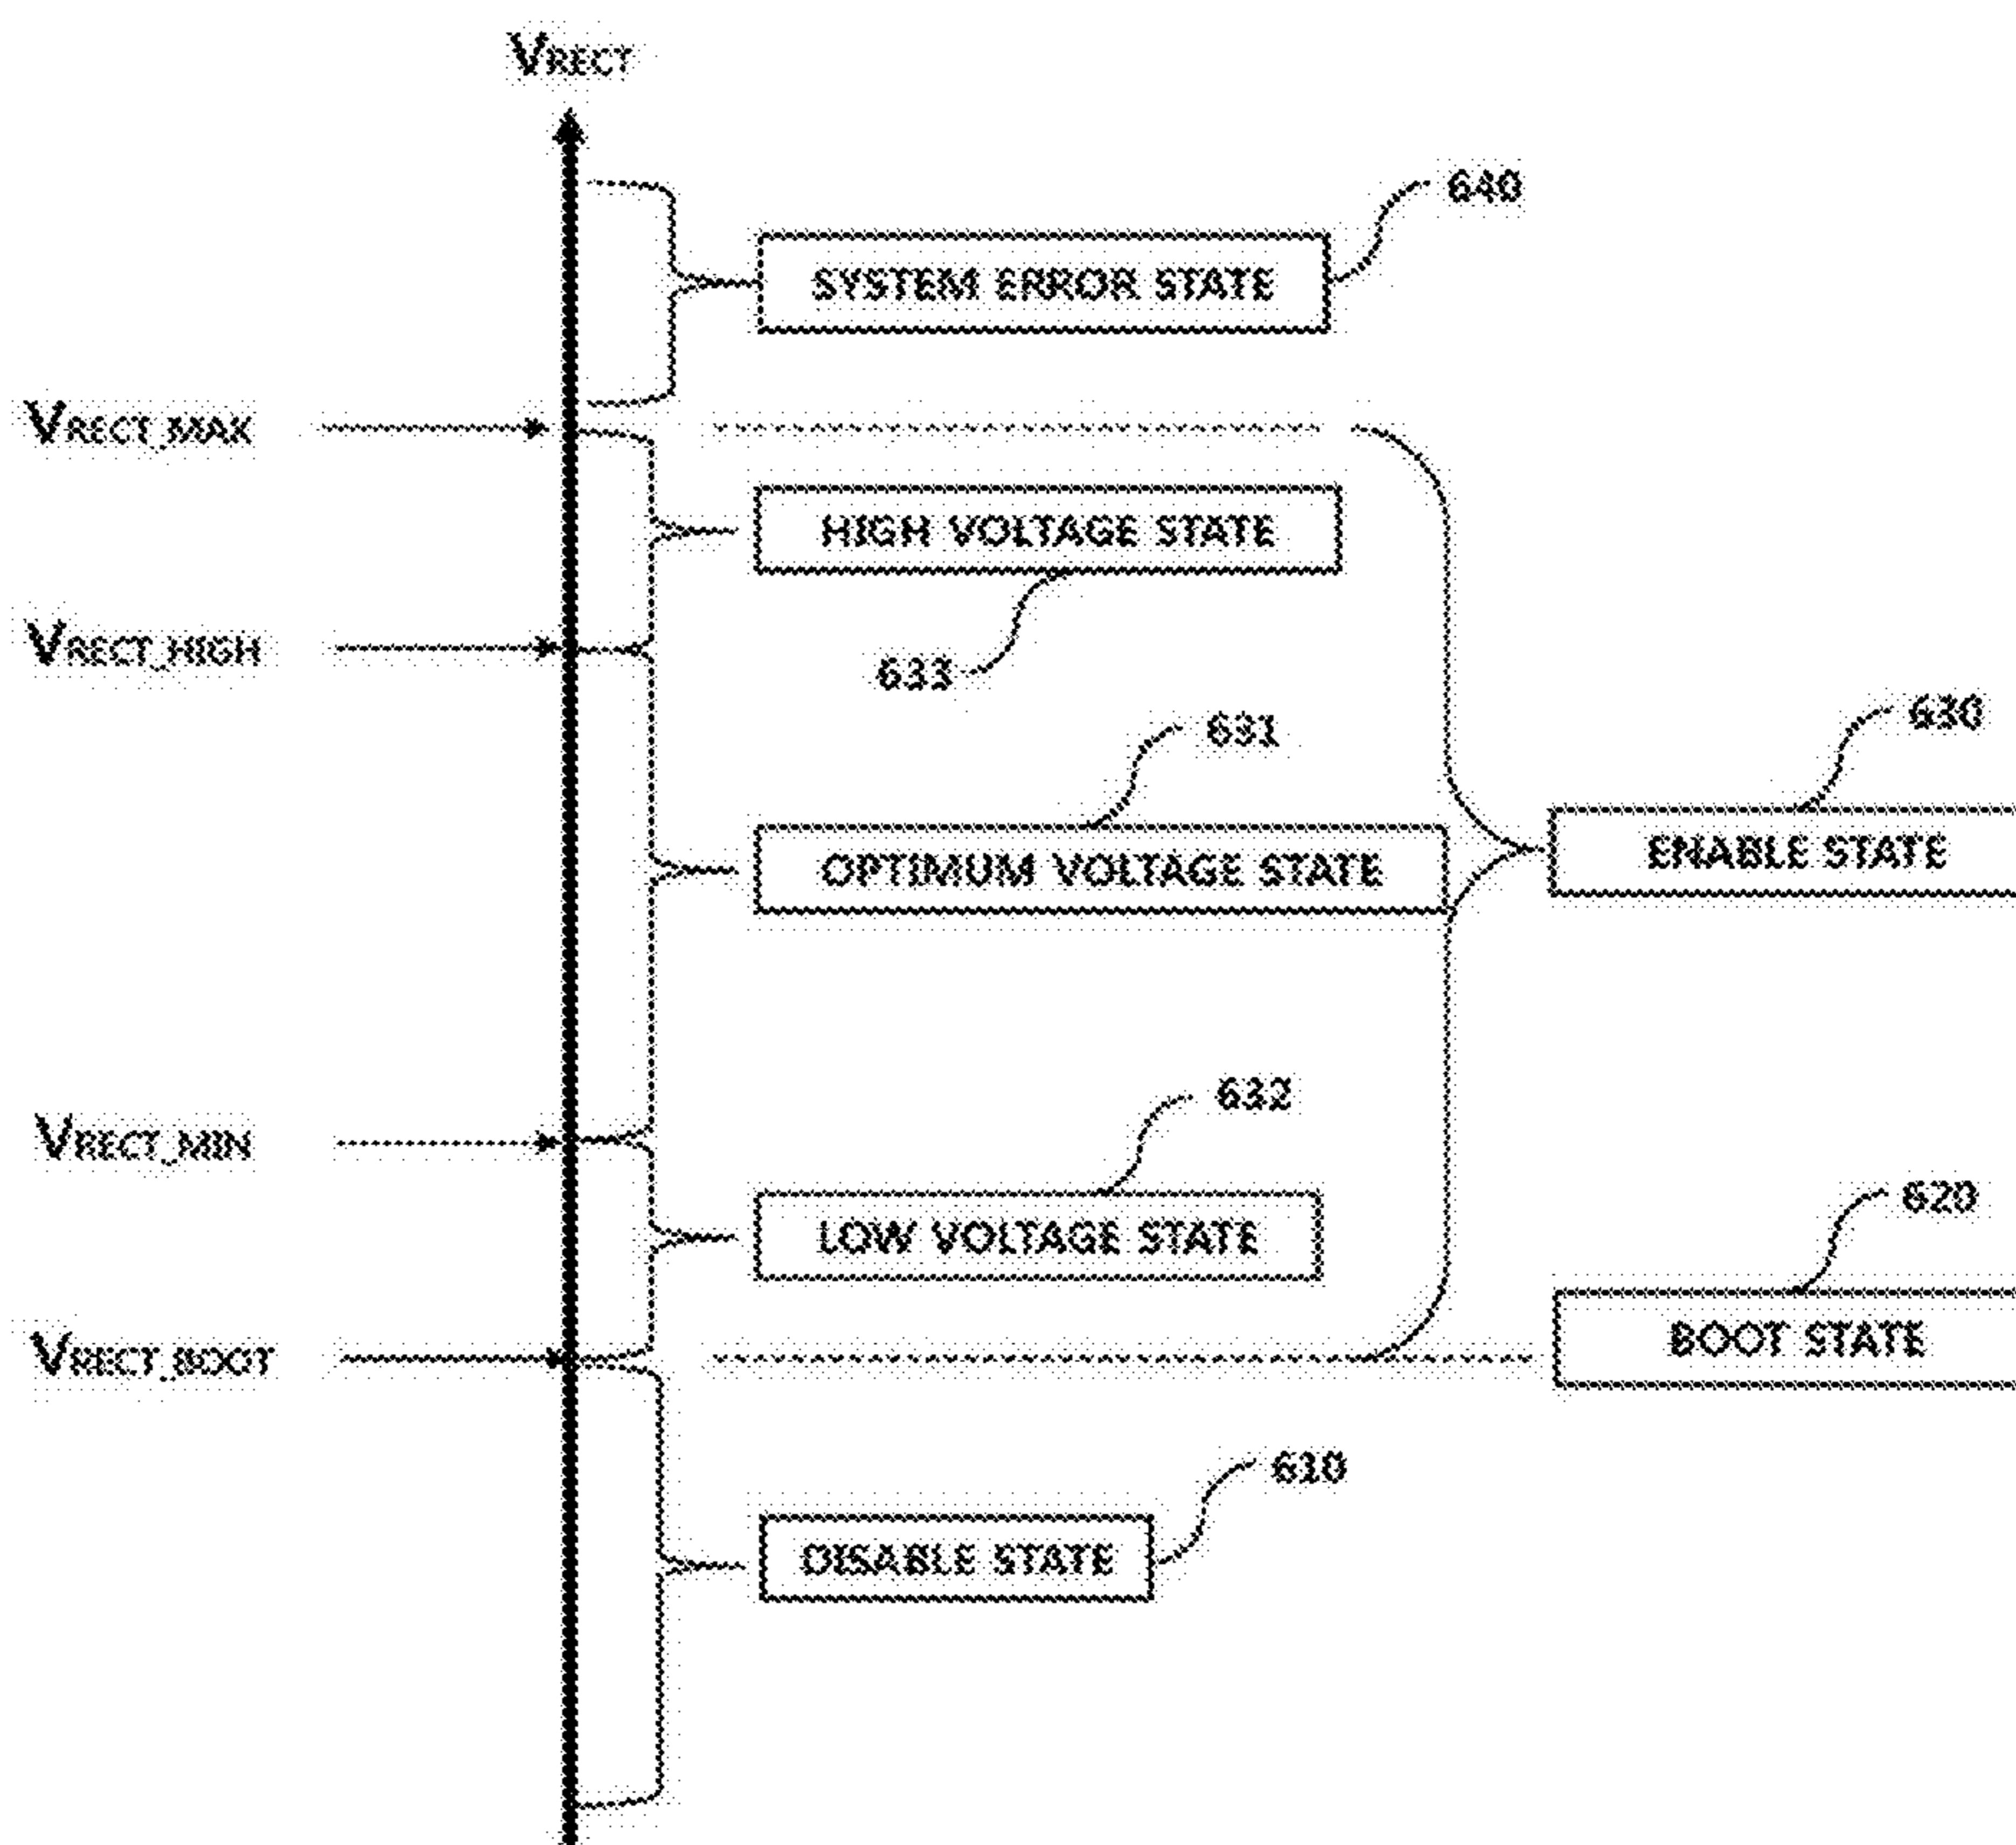 VRECT
640
SYSTEM ERROR STATE
VRECT_MAX
HIGH VOLTAGE STATE
VRECT_HIGH
633
631
630
OPTIMUM VOLTAGE STATE
ENABLE STATE
632
VRECT_MIN
620
LOW VOLTAGE STATE
BOOT STATE
VRECT_BOOT
610
DISABLE STATE